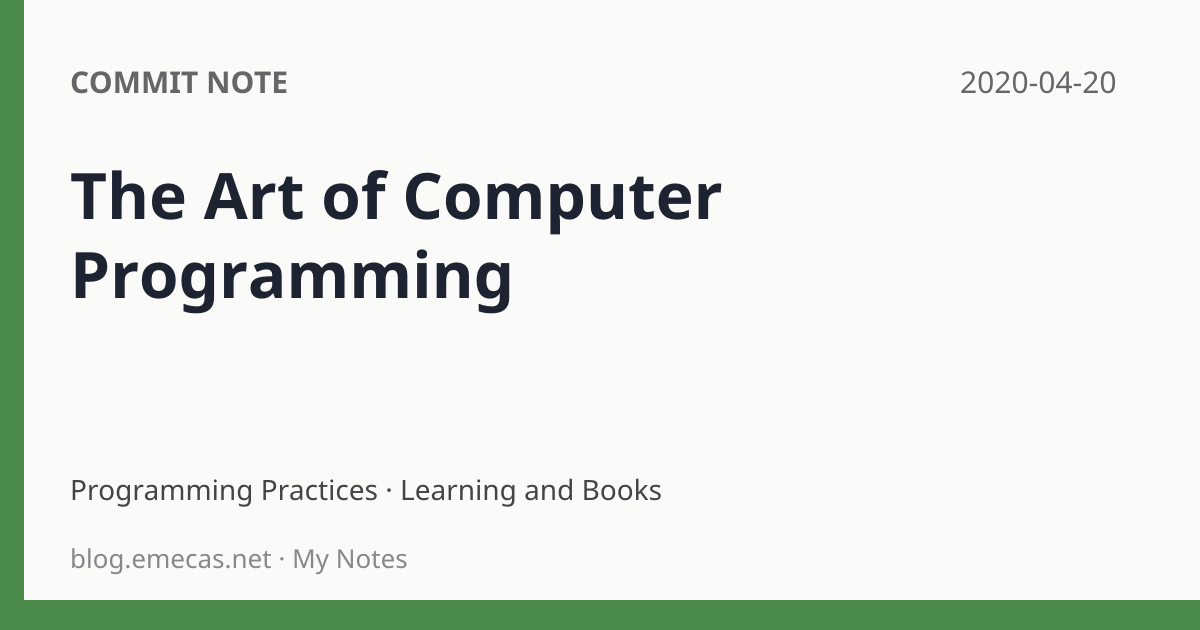 COMMIT NOTE
2020-04-20
The Art of Computer
Programming
Programming Practices · Learning and Books
blog.emecas.net · My Notes